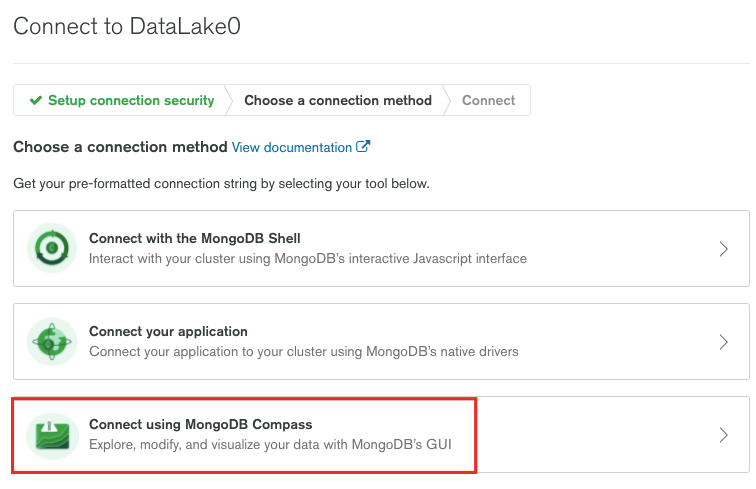 Connect to DataLake0
Setup connection security
Choose a connection method
Connect
Choose a connection method View documentation
Get your pre-formatted connection string by selecting your tool below.
Connect with the MongoDB Shell
Interact with your cluster using MongoDB's interactive Javascript interface
Connect your application
Connect your application to your cluster using MongoDB's native drivers
Connect using MongoDB Compass
Explore, modify, and visualize your data with MongoDB's GUI